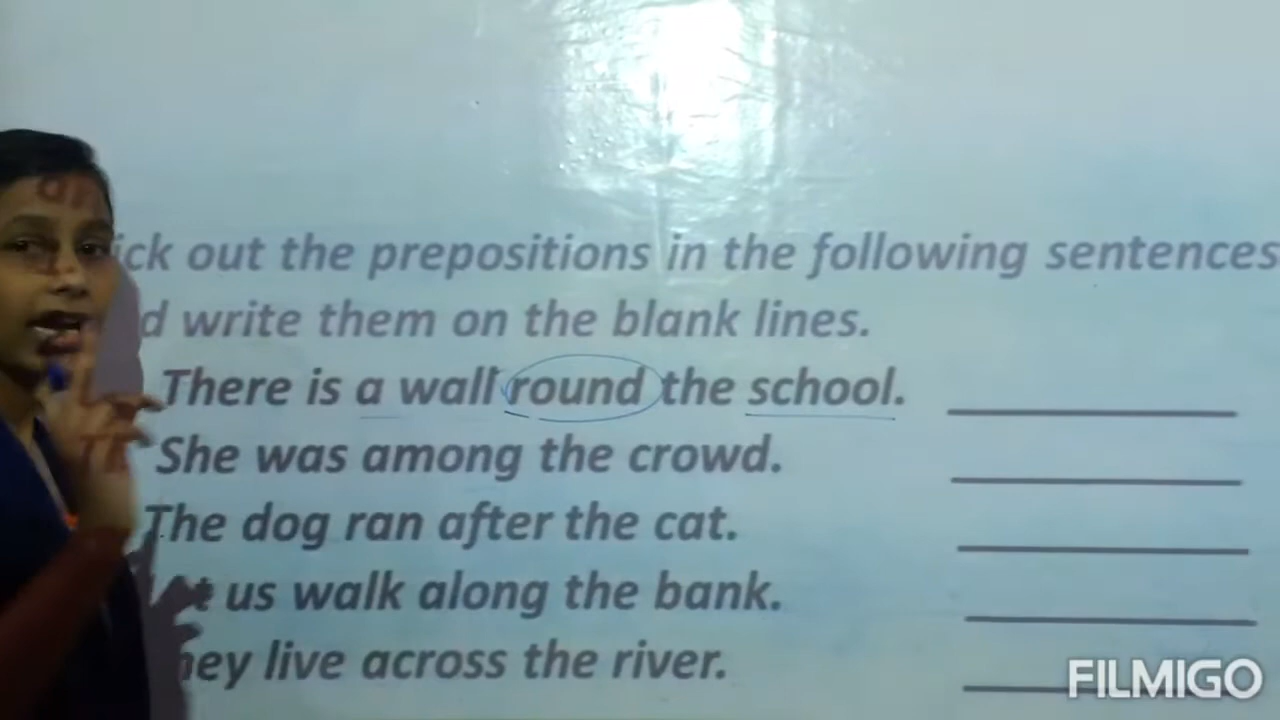 ick out the prepositions in the following sentences
d write them on the blank lines.
There is a wall round the school.
She was among the crowd.
The dog ran after the cat.
us walk along the bank.
hey live across the river.
FILMIGO